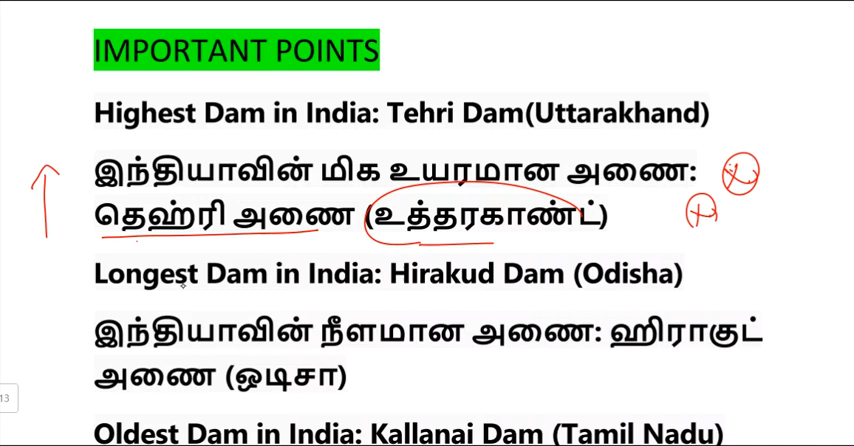 IMPORTANT POINTS
Highest Dam in India: Tehri Dam(Uttarakhand)
இந்தியாவின் மிக உயரமான அணை:
தெஹ்ரி அணை (உத்தரகாண்ட்)
Longest Dam in India: Hirakud Dam (Odisha)
இந்தியாவின் நீளமான அணை: ஹிராகுட்
அணை (ஒடிசா)
13
Oldest Dam in India: Kallanai Dam (Tamil Nadu)